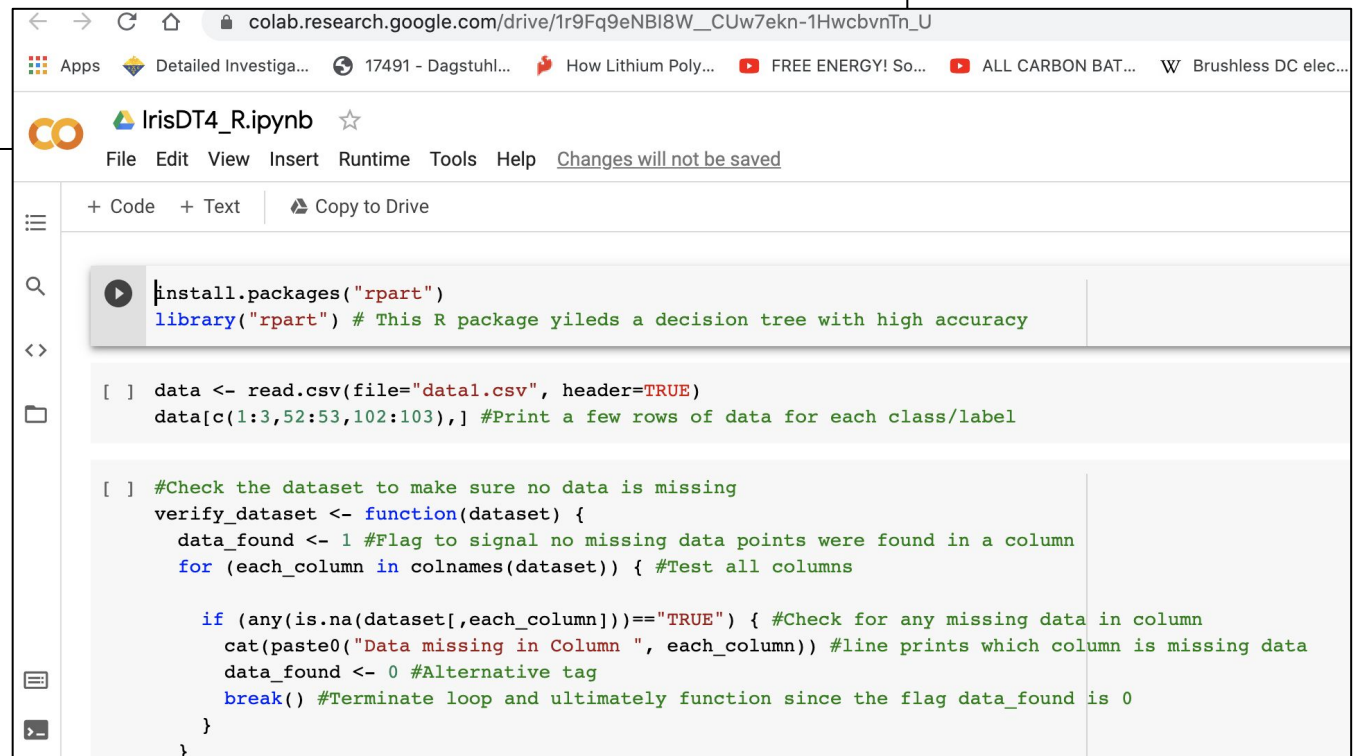 colab.research.google.com/drive/1r9Fq9eNBI8W__CUw7ekn-1HwcbvnTn_U
Apps Detailed Investiga... 17491 - Dagstuhl... How Lithium Poly... FREE ENERGY! So... ALL CARBON BAT... W Brushless DC elec...
CO IrisDT4_R.ipynb
File Edit View Insert Runtime Tools Help Changes will not be saved
+ Code + Text Copy to Drive
install.packages("rpart")
library("rpart") # This R package yileds a decision tree with high accuracy
[ ] data <- read.csv(file="data1.csv", header=TRUE)
data[c(1:3,52:53,102:103),] #Print a few rows of data for each class/label
[ ] #Check the dataset to make sure no data is missing
verify_dataset <- function(dataset) {
data_found <- 1 #Flag to signal no missing data points were found in a column
for (each_column in colnames(dataset)) { #Test all columns
if (any(is.na(dataset[,each_column]))=="TRUE") { #Check for any missing data in column
cat(paste0("Data missing in Column ", each_column)) #line prints which column is missing data
data_found <- 0 #Alternative tag
break() #Terminate loop and ultimately function since the flag data_found is 0
}
}